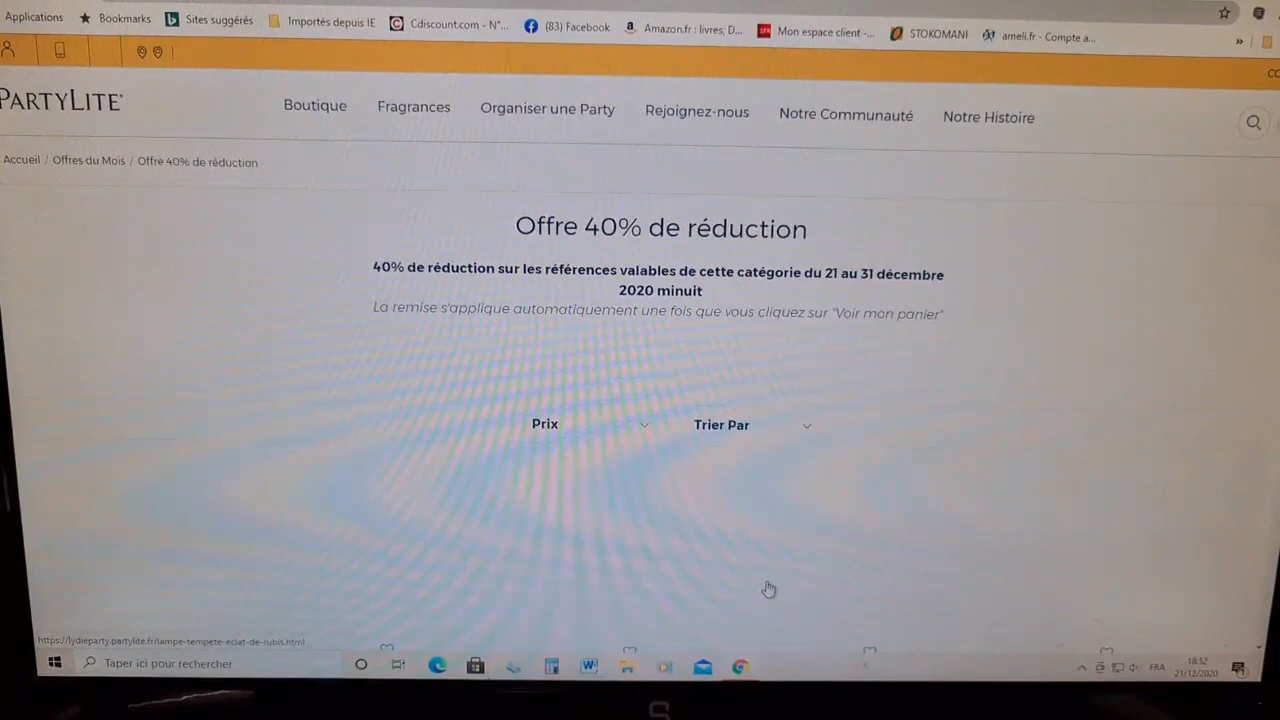 Applications Bookmarks Sites suggérés Importés depuis IE Cdiscount.com - N°... (83) Facebook Amazon.fr : livres, D... Mon espace client -... STOKOMANI ameli.fr - Compte a... »
PARTYLITE Boutique Fragrances Organiser une Party Rejoignez-nous Notre Communauté Notre Histoire
Accueil / Offres du Mois / Offre 40% de réduction
Offre 40% de réduction
40% de réduction sur les références valables de cette catégorie du 21 au 31 décembre
2020 minuit
La remise s'applique automatiquement une fois que vous cliquez sur "Voir mon panier"
Prix Trier Par
https://lydieparty.partylite.fr/lampe-tempete-eclat-de-rubis.html
Taper ici pour rechercher FRA 18:32
21/12/2020